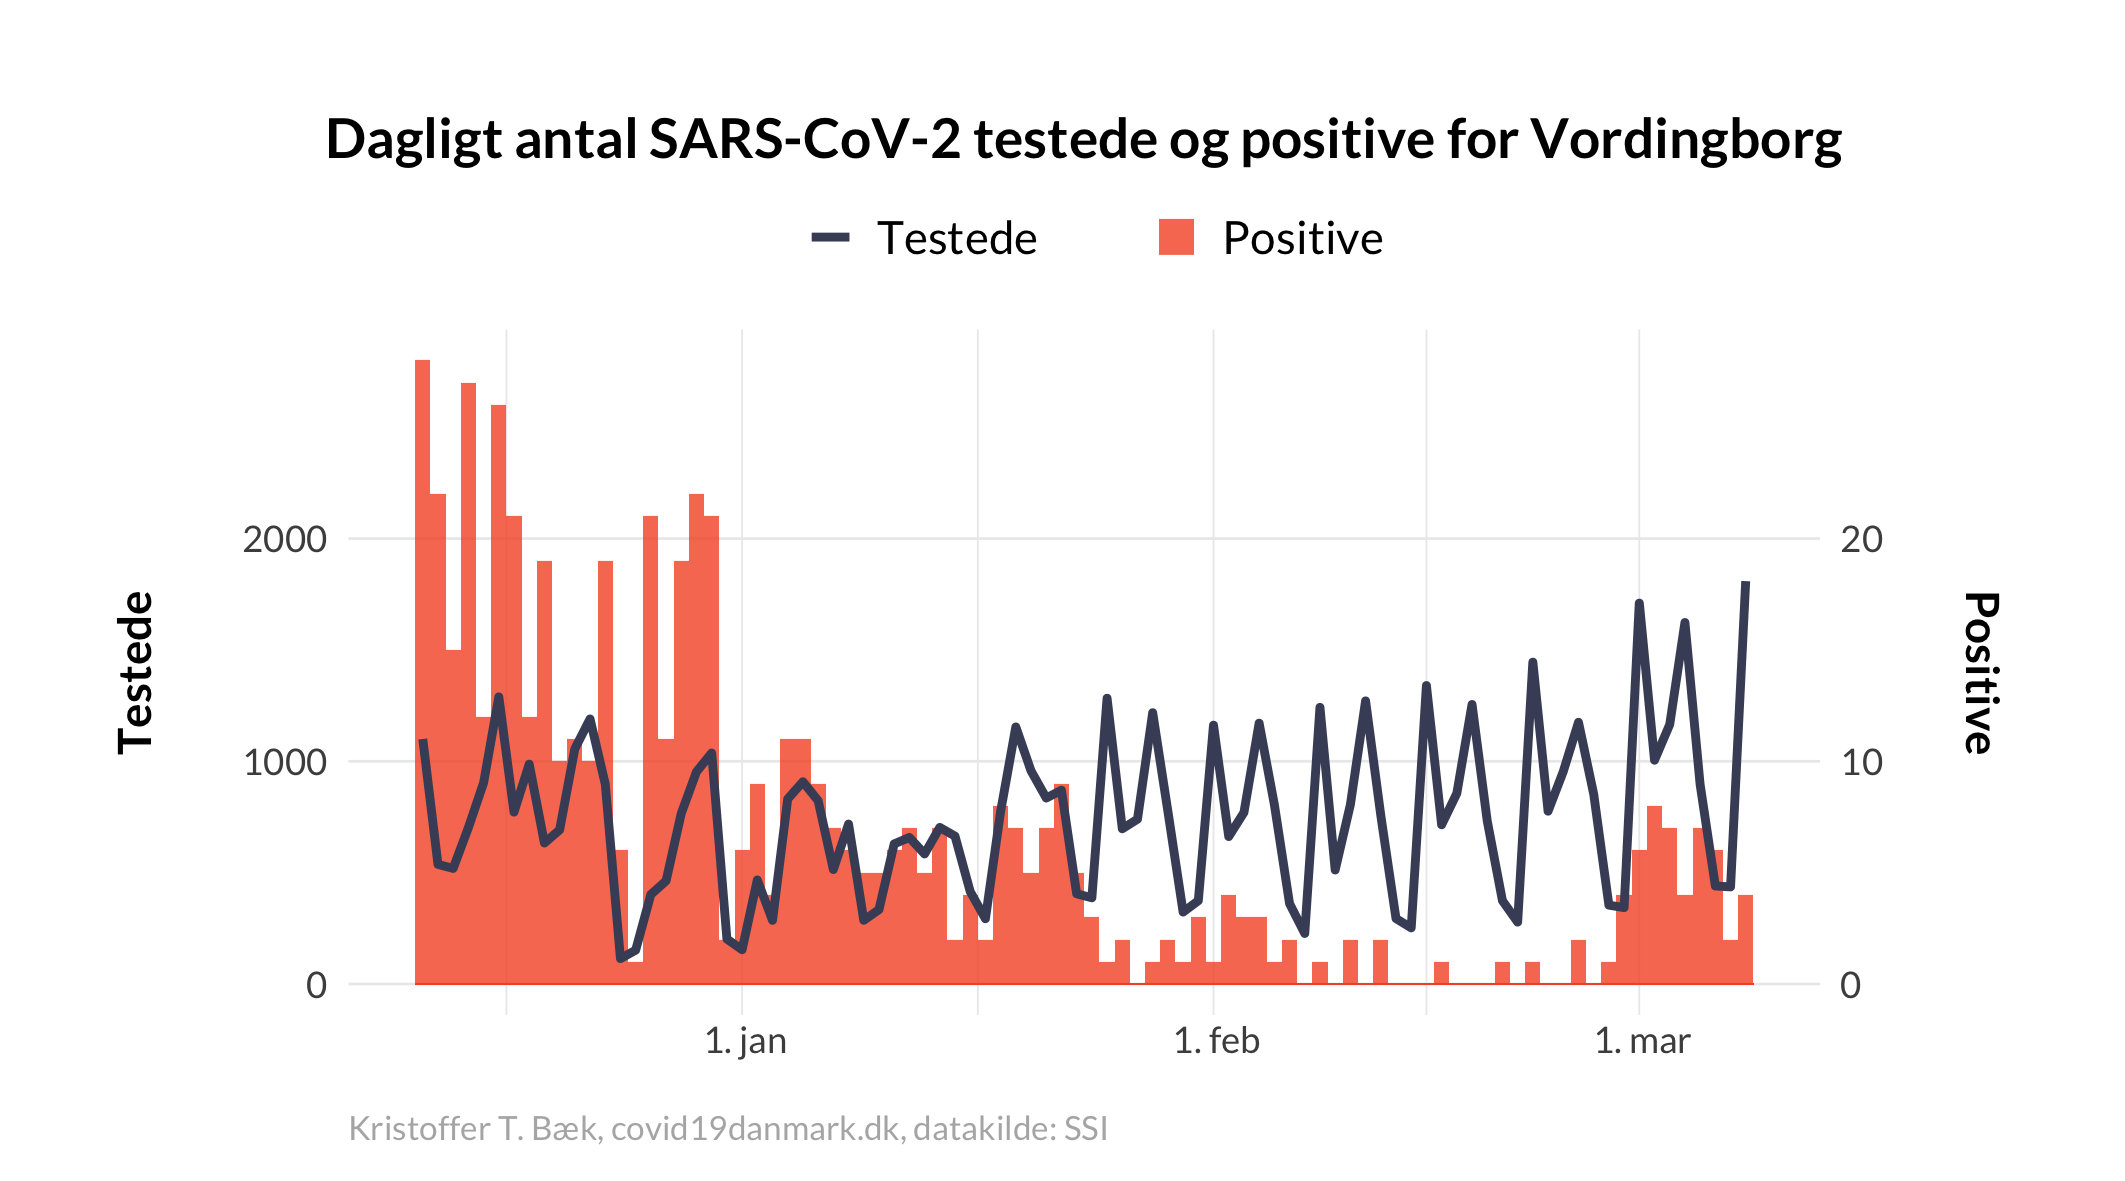 Dagligt antal SARS-CoV-2 testede og positive for Vordingborg
Testede
Positive
Testede
2000
1000
0
20
10
0
Positive
1. jan
1. feb
1. mar
Kristoffer T. Bæk, covid19danmark.dk, datakilde: SSI